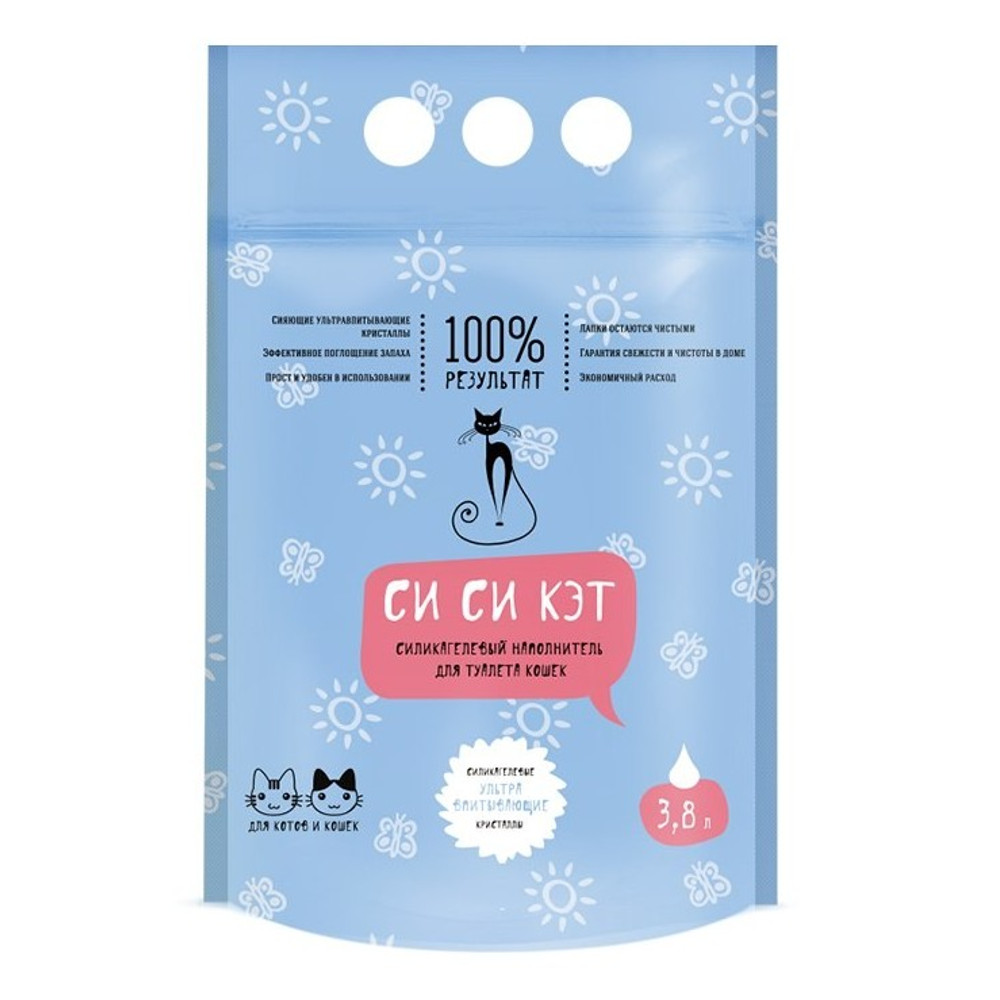 Сияющие ультравпитывающие
кристаллы
Эффективное поглощение запаха
Прост и удобен в использовании
100%
РЕЗУЛЬТАТ
Лапки остаются чистыми
Гарантия свежести и чистоты в доме
Экономичный расход
СИ СИ КЭТ
СИЛИКАГЕЛЕВЫЙ НАПОЛНИТЕЛЬ
ДЛЯ ТУАЛЕТА КОШЕК
СИЛИКАГЕЛЕВЫЕ
УЛЬТРА
ВПИТЫВАЮЩИЕ
КРИСТАЛЛЫ
ДЛЯ КОТОВ И КОШЕК
3,8 л